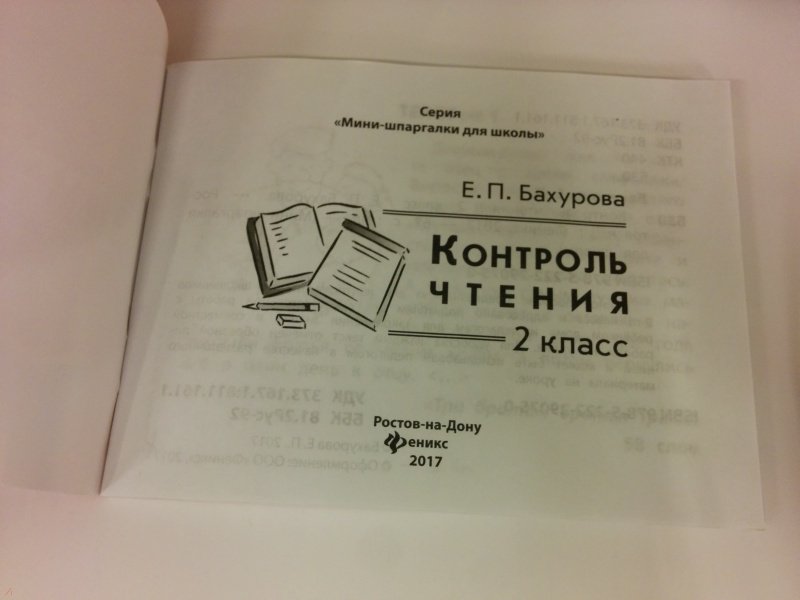 Серия
«Мини-шпаргалки для школы»
Е. П. Бахурова
КОНТРОЛЬ
ЧТЕНИЯ
2 класс
Ростов-на-Дону
Феникс
2017